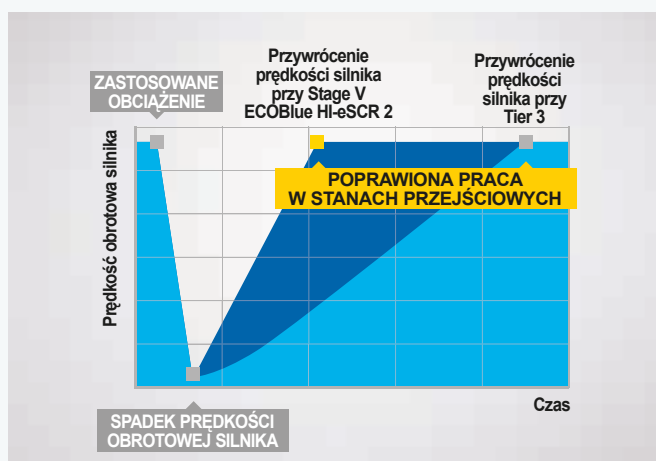 ZASTOSOWANE
OBCIĄŻENIE
Przywrócenie
prędkości silnika
przy Stage V
ECOBlue HI-eSCR 2
Przywrócenie
prędkości
silnika przy
Tier 3
POPRAWIONA PRACA
W STANACH PRZEJŚCIOWYCH
Prędkość obrotowa silnika
Czas
SPADEK PRĘDKOŚCI
OBROTOWEJ SILNIKA